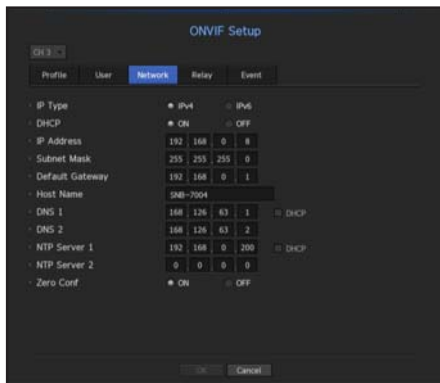 ONVIF Setup
CH 3
Profile User Network Relay Event
IP Type IPv4 IPv6
DHCP ON OFF
IP Address 192 168 0 8
Subnet Mask 255 255 255 0
Default Gateway 192 168 0 1
Host Name SNB-7004
DNS 1 168 126 63 1 DHCP
DNS 2 168 126 63 2
NTP Server 1 192 168 0 200 DHCP
NTP Server 2 0 0 0 0
Zero Conf ON OFF
OK Cancel